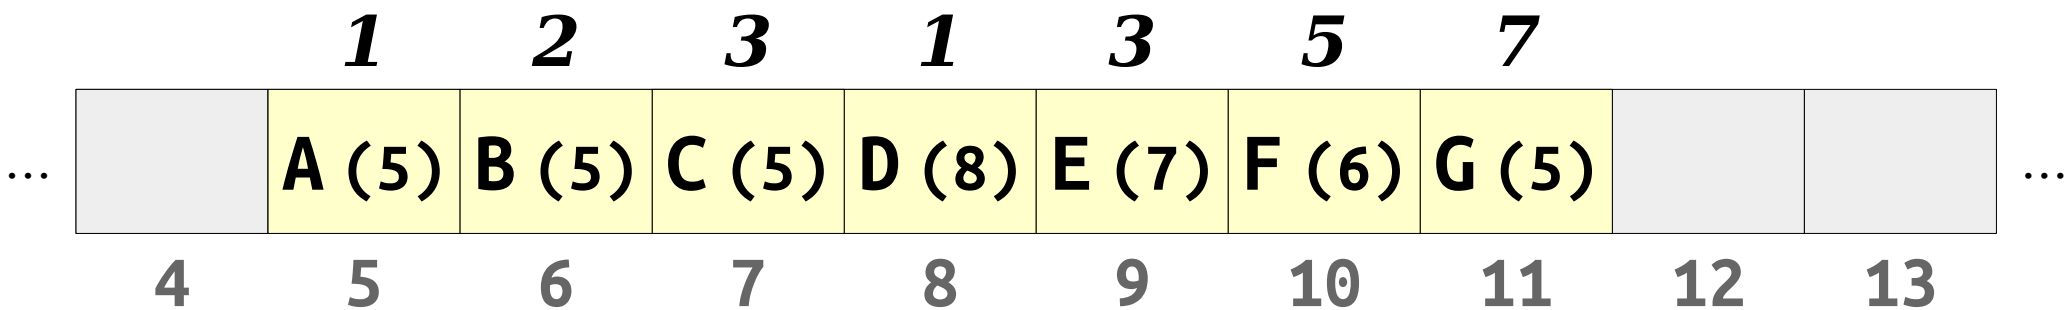 1 2 3 1 3 5 7
... A (5) B (5) C (5) D (8) E (7) F (6) G (5) ...
4 5 6 7 8 9 10 11 12 13